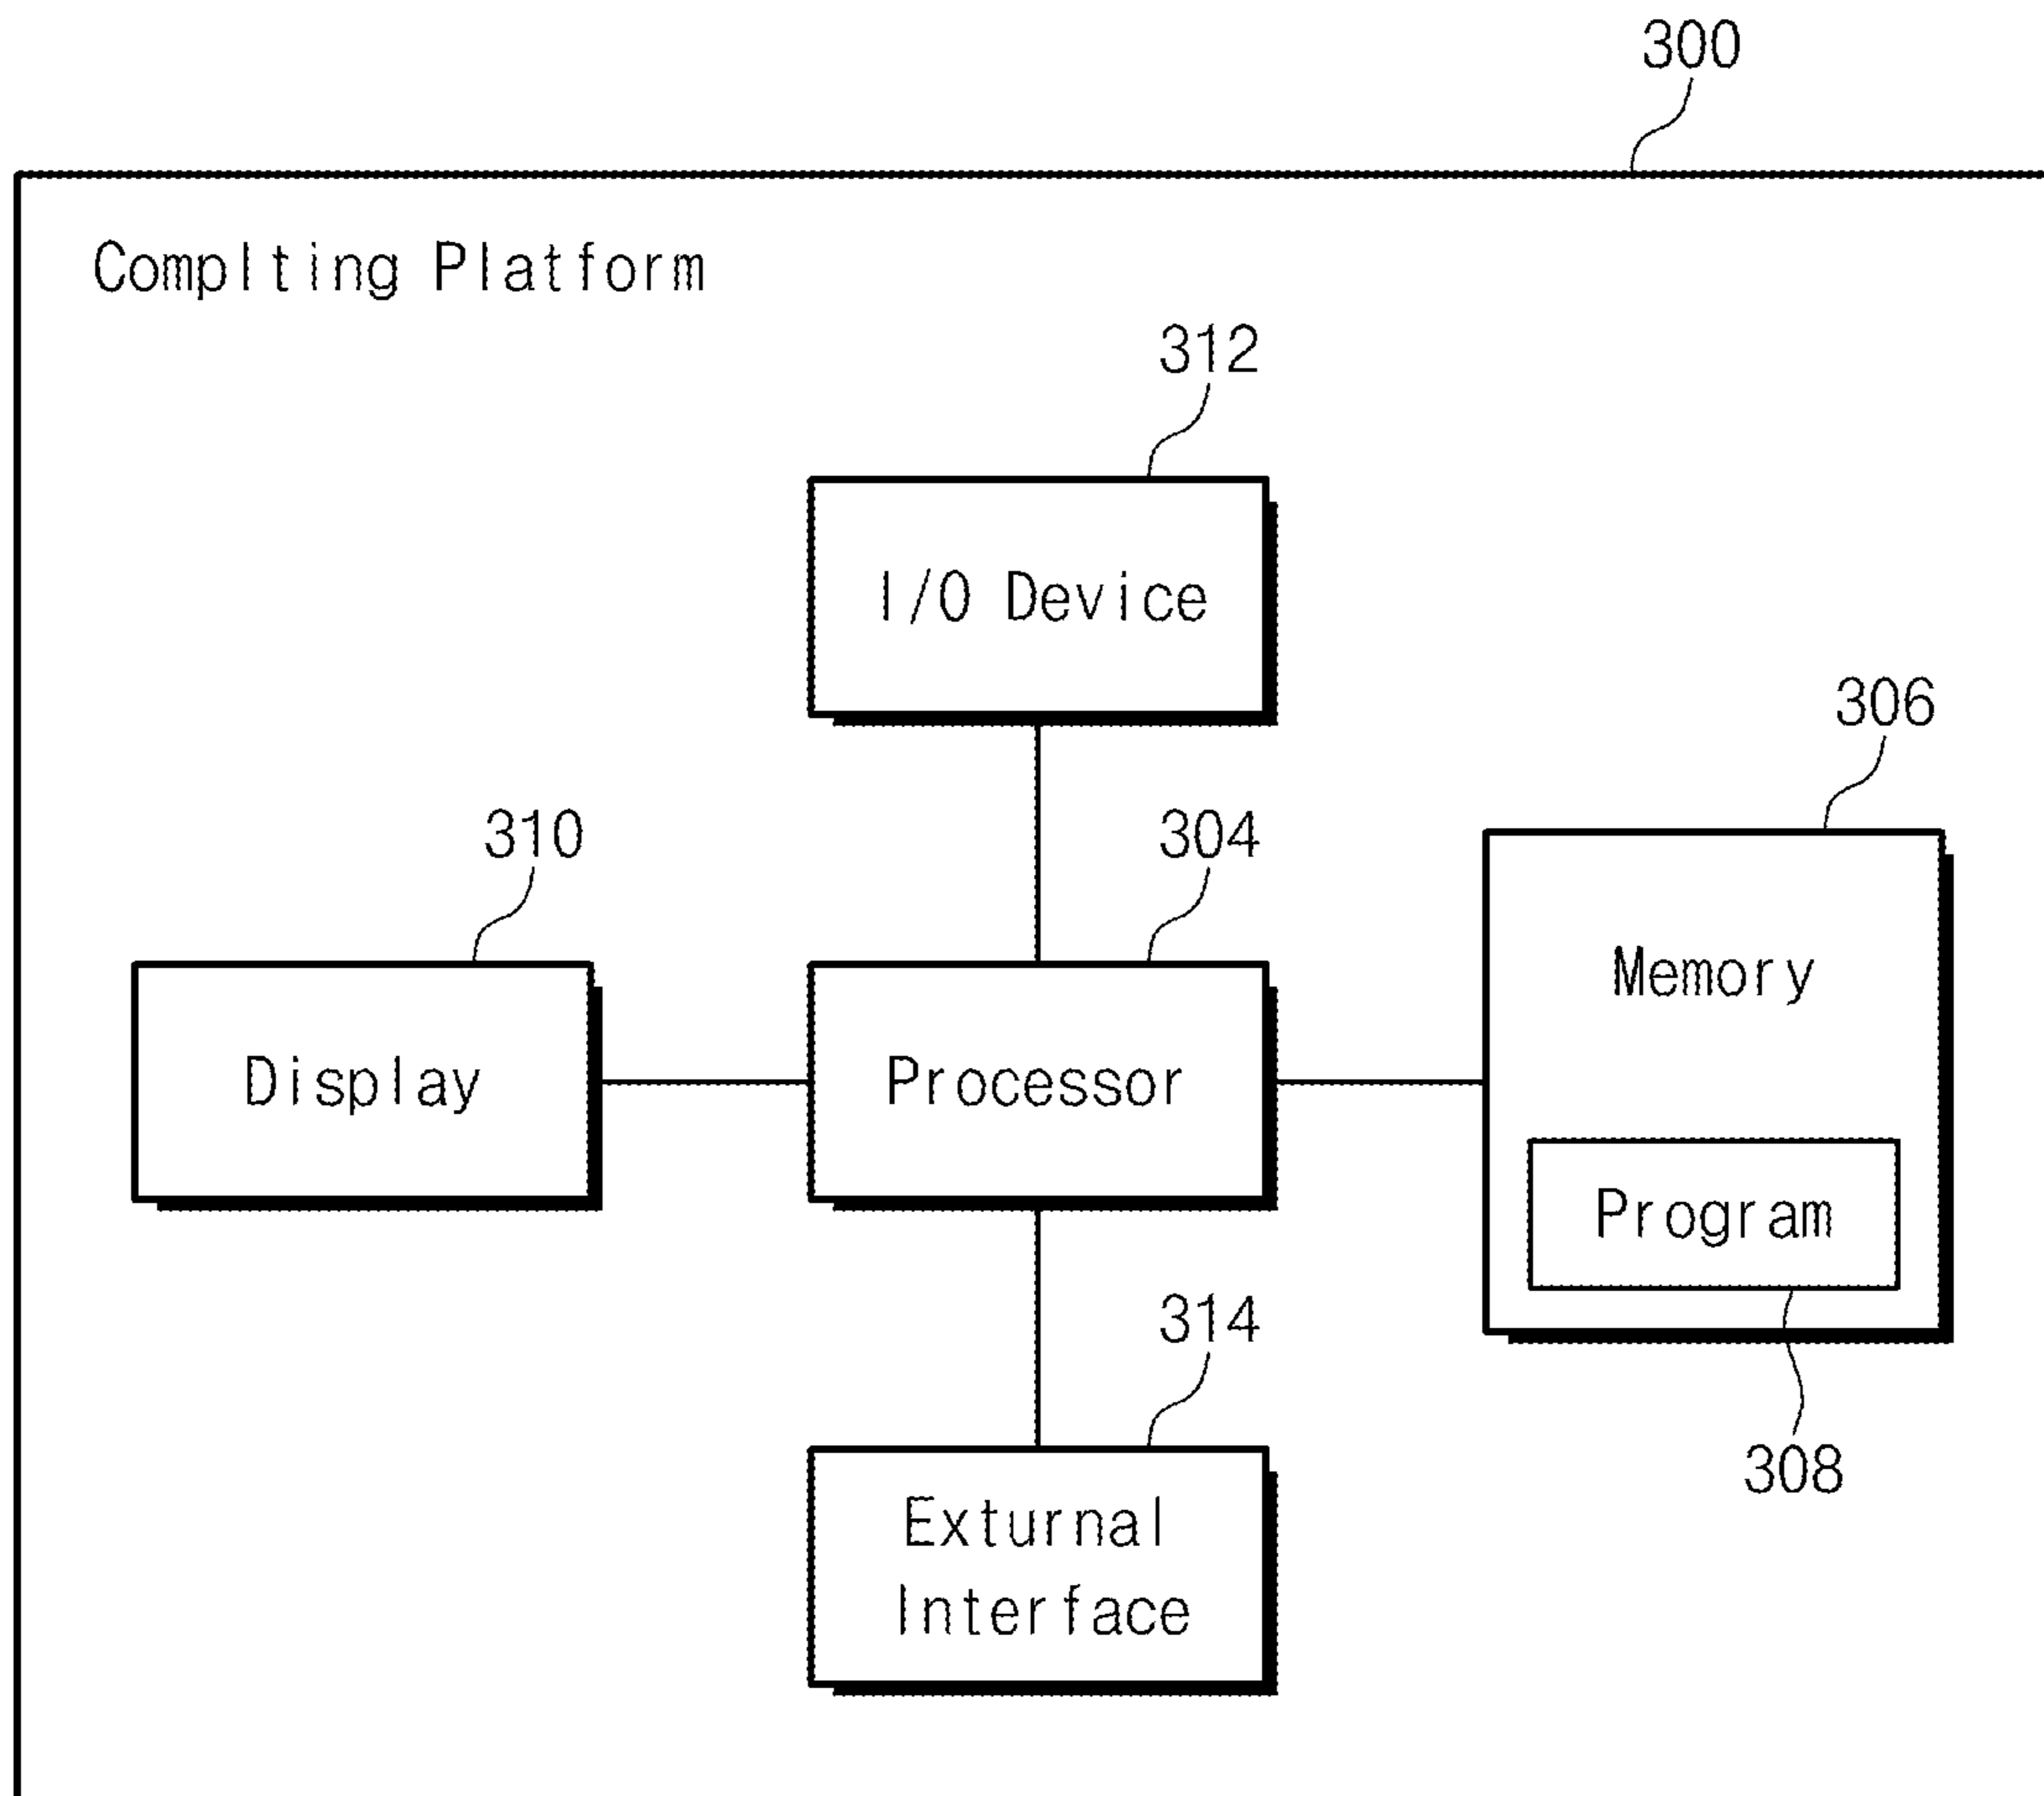 300
Complting Platform
312
I/O Device
306
310
304
Memory
Display
Processor
Program
314
308
Exturnal
Interface